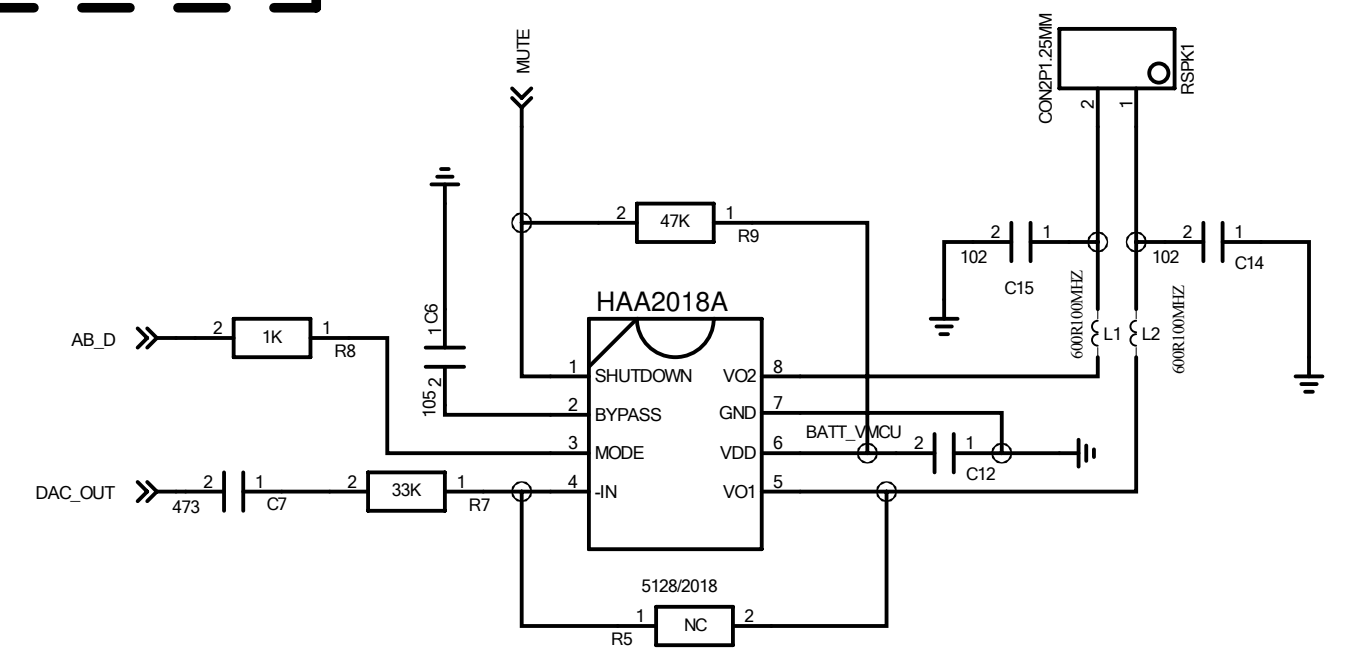 MUTE
CON2P1.25MM
RSPK1
2
1
2
47K
1
R9
2
1
102
C15
2
1
102
C14
600R100MHZ
L1
L2
600R100MHZ
AB_D
2
1K
1
R8
1
C6
105
2
HAA2018A
1
SHUTDOWN
VO2
8
2
BYPASS
GND
7
3
MODE
VDD
6
BATT_VMCU
2
1
C12
DAC_OUT
2
1
473
C7
2
33K
1
R7
4
-IN
VO1
5
5128/2018
1
NC
2
R5